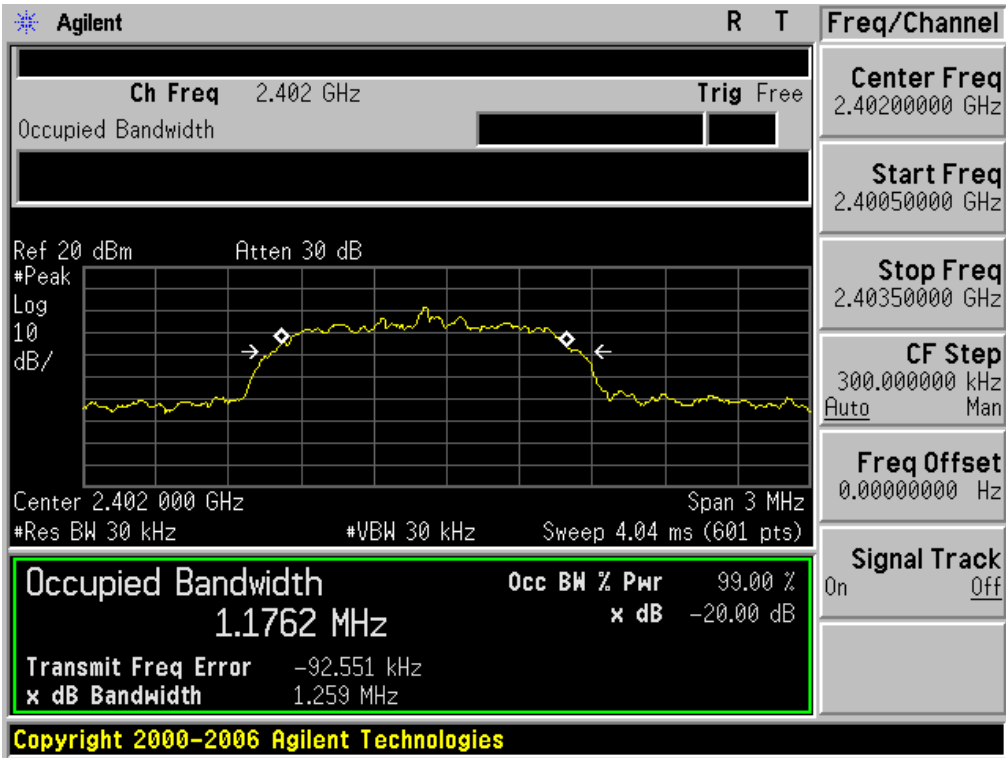 Agilent R T
Ch Freq 2.402 GHz Trig Free
Occupied Bandwidth
Ref 20 dBm Atten 30 dB
#Peak
Log
10
dB/
Center 2.402 000 GHz Span 3 MHz
#Res BW 30 kHz #VBW 30 kHz Sweep 4.04 ms (601 pts)
Occupied Bandwidth Occ BW % Pwr 99.00 %
1.1762 MHz x dB -20.00 dB
Transmit Freq Error -92.551 kHz
x dB Bandwidth 1.259 MHz
Copyright 2000-2006 Agilent Technologies
Freq/Channel
Center Freq
2.40200000 GHz
Start Freq
2.40050000 GHz
Stop Freq
2.40350000 GHz
CF Step
300.000000 kHz
Auto Man
Freq Offset
0.00000000 Hz
Signal Track
On Off